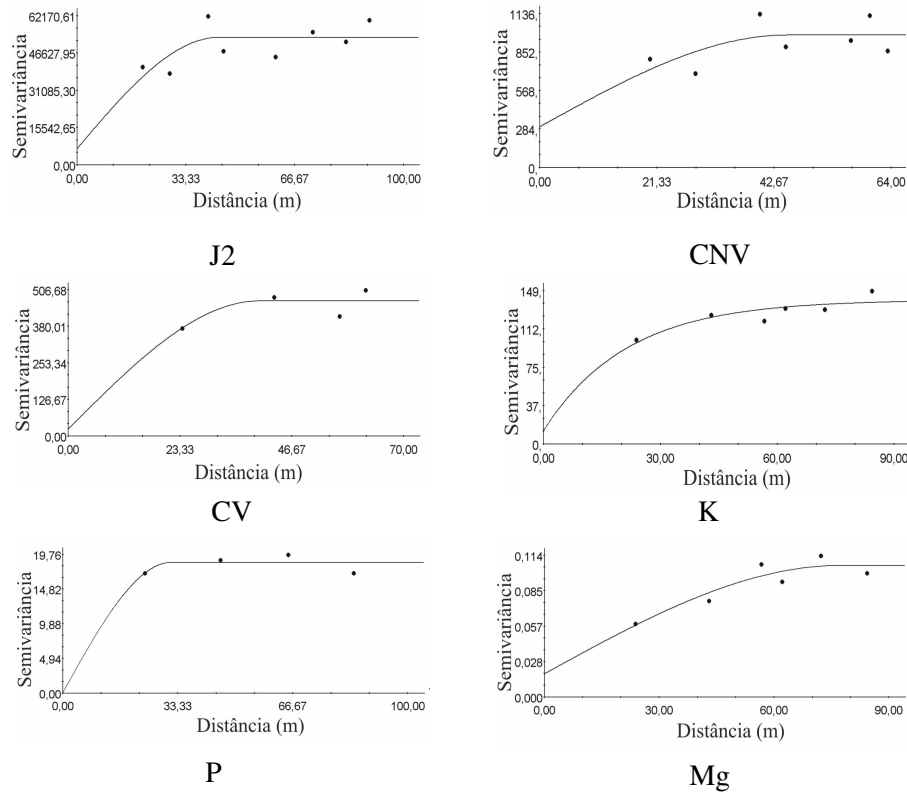 62170,61
46627,95
31085,30
15542,65
0,00
Semivariância
0,00 33,33 66,67 100,00
Distância (m)
J2
1136,
852,
568,
284,
0,
Semivariância
0,00 21,33 42,67 64,00
Distância (m)
CNV
506,68
380,01
253,34
126,67
0,00
Semivariância
0,00 23,33 46,67 70,00
Distância (m)
CV
149,
112,
75,
37,
0,
Semivariância
0,00 30,00 60,00 90,00
Distância (m)
K
19,76
14,82
9,88
4,94
0,00
Semivariância
0,00 33,33 66,67 100,00
Distância (m)
P
0,114
0,085
0,057
0,028
0,000
Semivariância
0,00 30,00 60,00 90,00
Distância (m)
Mg